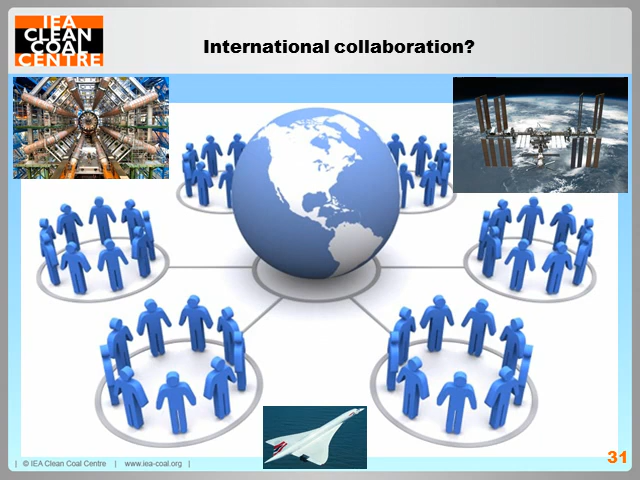 IEA
CLEAN
COAL
CENTRE
International collaboration?
| © IEA Clean Coal Centre | www.iea-coal.org |
31